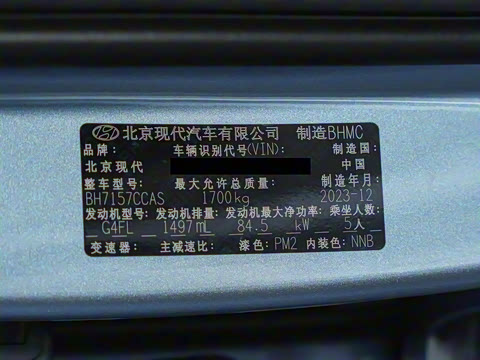 北京现代汽车有限公司 制造BHMC
品牌: 车辆识别代号(VIN): 制造国:
北京现代 中国
整车型号: 最大允许总质量: 制造年月:
BH7157CCAS 1700kg 2023-12
发动机型号: 发动机排量: 发动机最大净功率: 乘坐人数:
G4FL 1497mL 84.5 kW 5人
变速器: 主减速比: 漆色: PM2 内装色: NNB